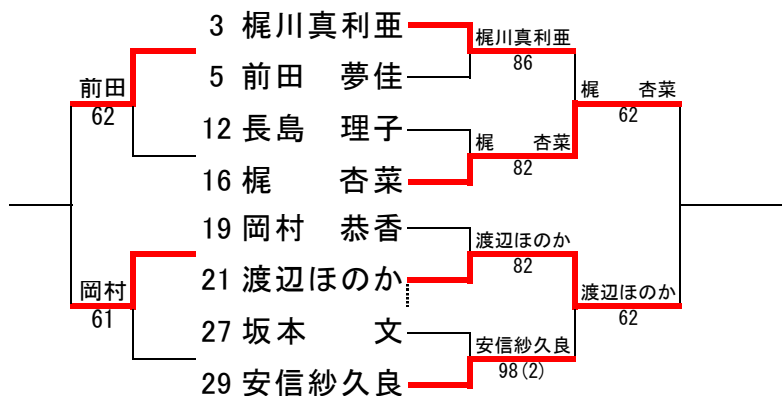 3 梶川真利亜
梶川真利亜
86
5 前田　夢佳
前田
62
梶　　杏菜
62
12 長島　理子
梶　　杏菜
82
16 梶　　杏菜
19 岡村　恭香
渡辺ほのか
82
21 渡辺ほのか
岡村
61
渡辺ほのか
62
27 坂本　　文
安信紗久良
98(2)
29 安信紗久良